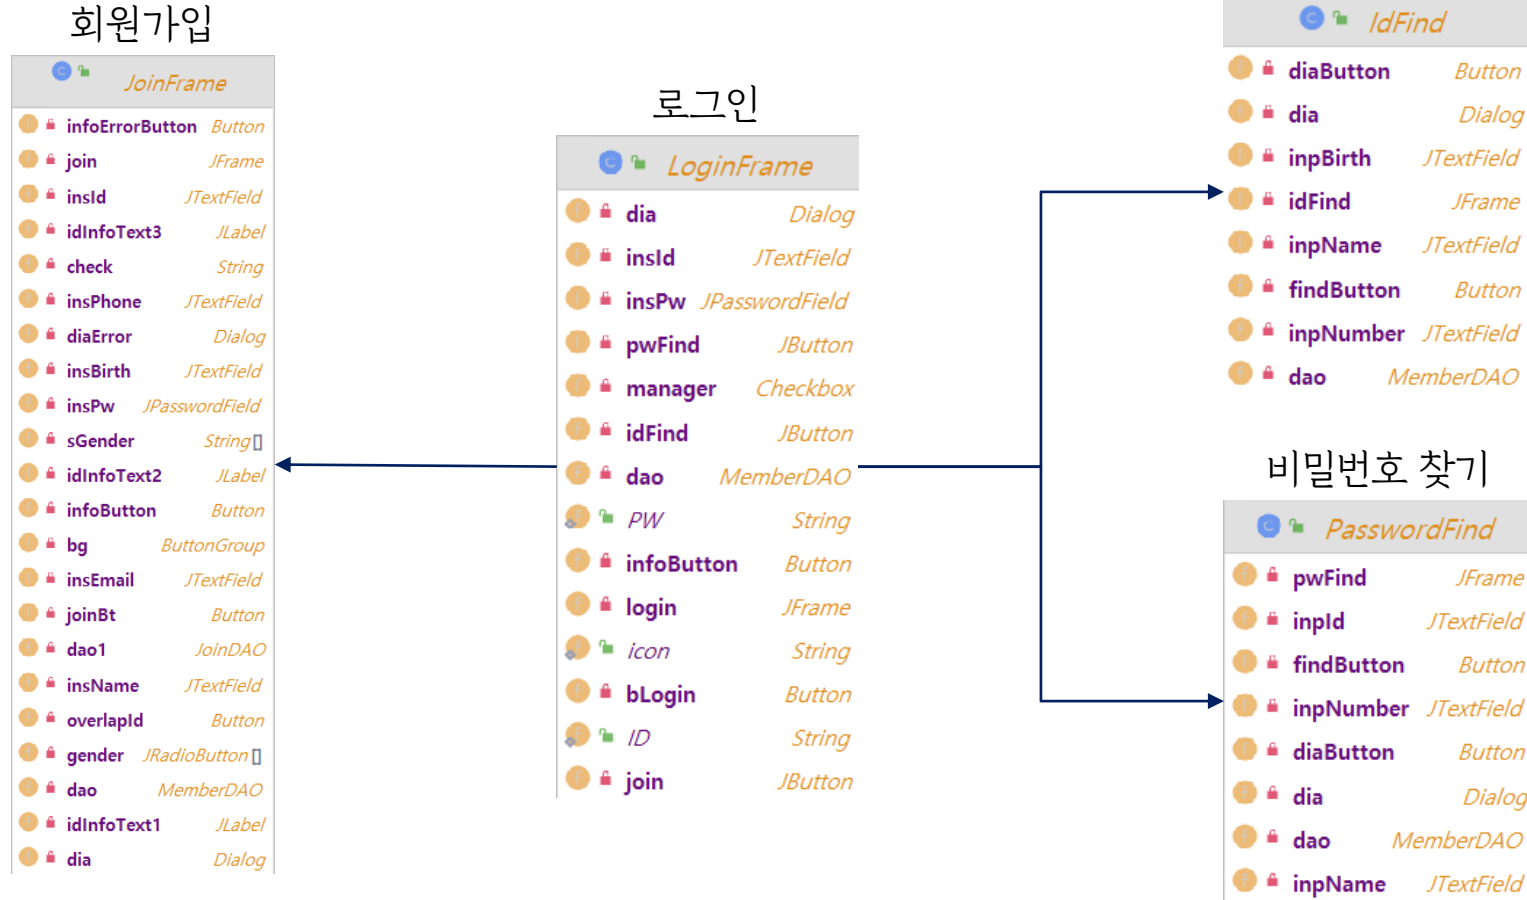 회원가입
JoinFrame
infoErrorButton Button
join JFrame
insId JTextField
idInfoText3 JLabel
check String
insPhone JTextField
diaError Dialog
insBirth JTextField
insPw JPasswordField
sGender String[]
idInfoText2 JLabel
infoButton Button
bg ButtonGroup
insEmail JTextField
joinBt Button
dao1 JoinDAO
insName JTextField
overlapId Button
gender JRadioButton[]
dao MemberDAO
idInfoText1 JLabel
dia Dialog
로그인
LoginFrame
dia Dialog
insId JTextField
insPw JPasswordField
pwFind JButton
manager Checkbox
idFind JButton
dao MemberDAO
PW String
infoButton Button
login JFrame
icon String
bLogin Button
ID String
join JButton
IdFind
diaButton Button
dia Dialog
inpBirth JTextField
idFind JFrame
inpName JTextField
findButton Button
inpNumber JTextField
dao MemberDAO
비밀번호 찾기
PasswordFind
pwFind JFrame
inpId JTextField
findButton Button
inpNumber JTextField
diaButton Button
dia Dialog
dao MemberDAO
inpName JTextField